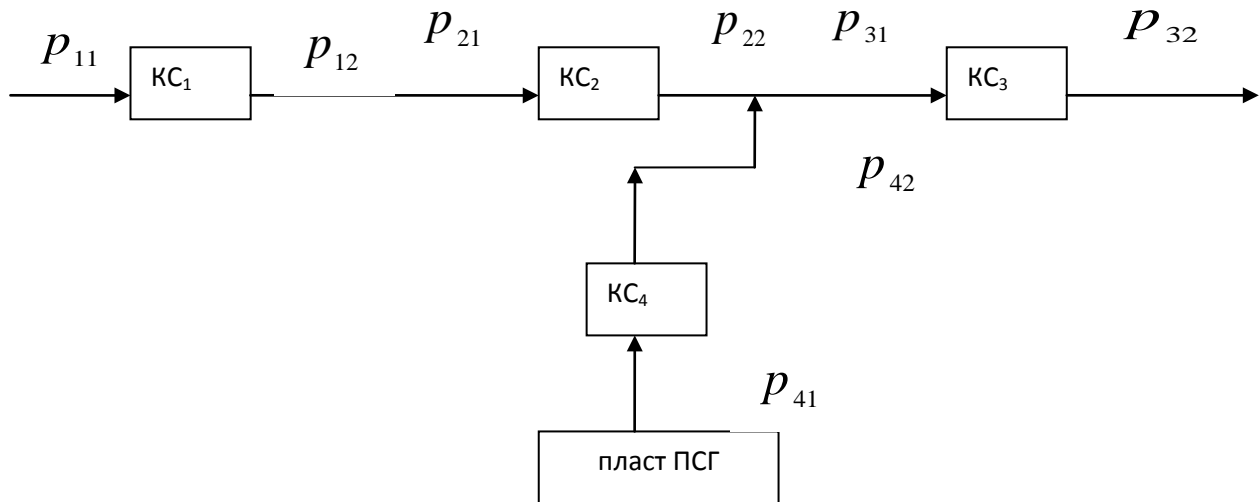 p₁₁
КС₁
p₁₂
p₂₁
КС₂
p₂₂
p₃₁
КС₃
p₃₂
p₄₂
КС₄
p₄₁
пласт ПСГ